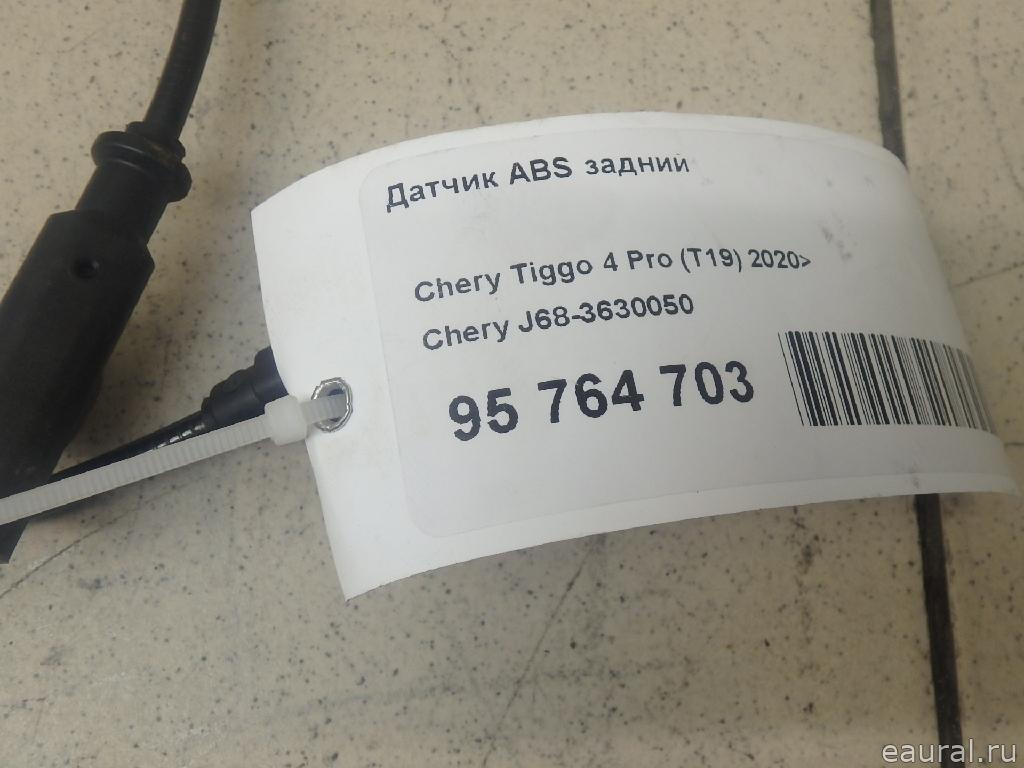 Датчик ABS задний
Chery Tiggo 4 Pro (T19) 2020>
Chery J68-3630050
95 764 703
eaural.ru